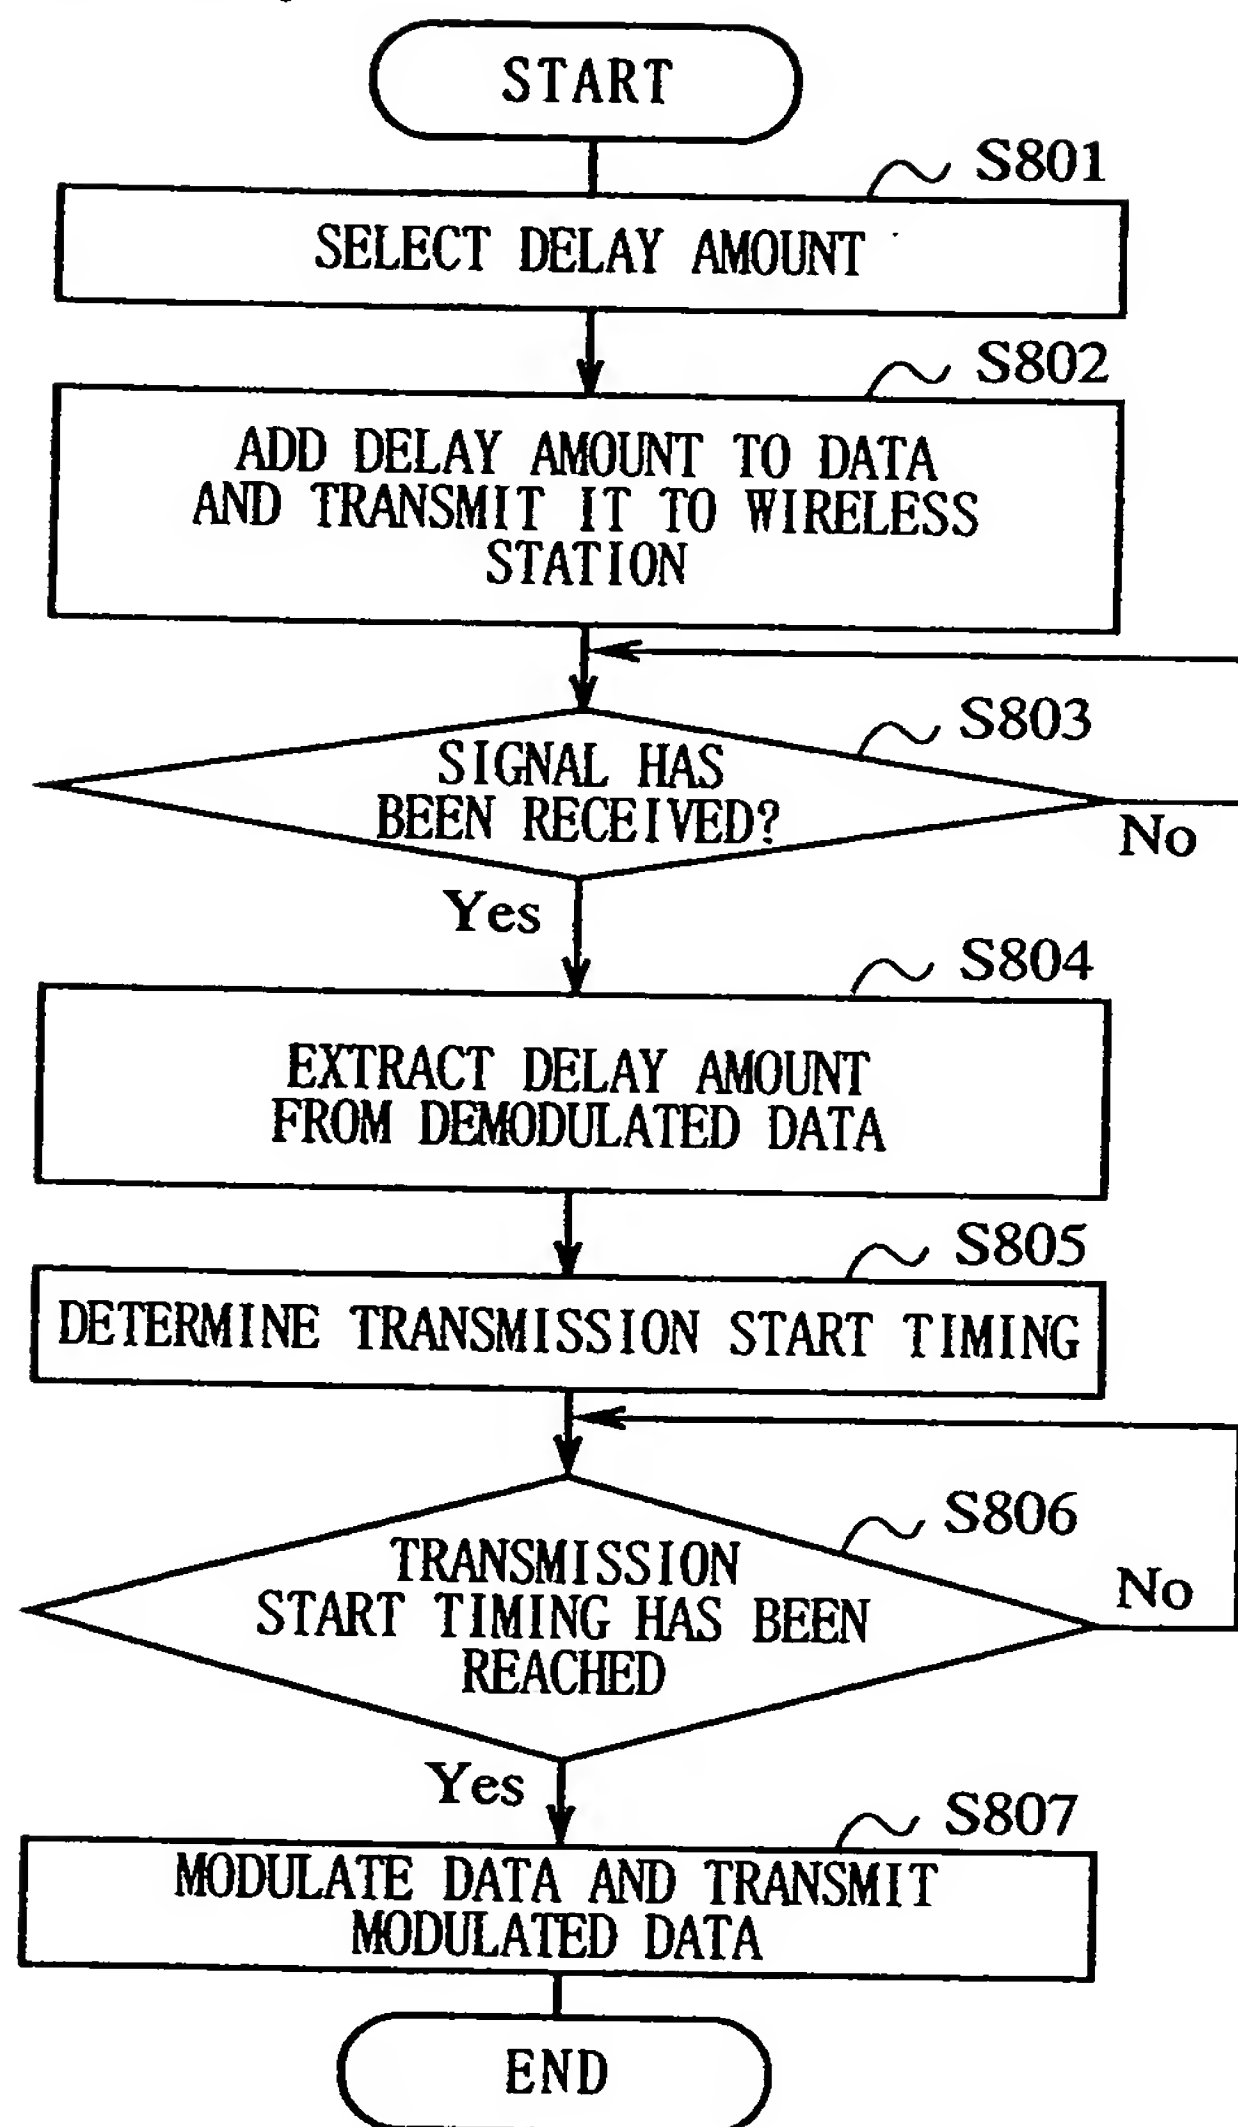 START
S801
SELECT DELAY AMOUNT
S802
ADD DELAY AMOUNT TO DATA
AND TRANSMIT IT TO WIRELESS
STATION
S803
SIGNAL HAS
BEEN RECEIVED?
No
Yes
S804
EXTRACT DELAY AMOUNT
FROM DEMODULATED DATA
S805
DETERMINE TRANSMISSION START TIMING
S806
TRANSMISSION
START TIMING HAS BEEN
REACHED
No
Yes
S807
MODULATE DATA AND TRANSMIT
MODULATED DATA
END